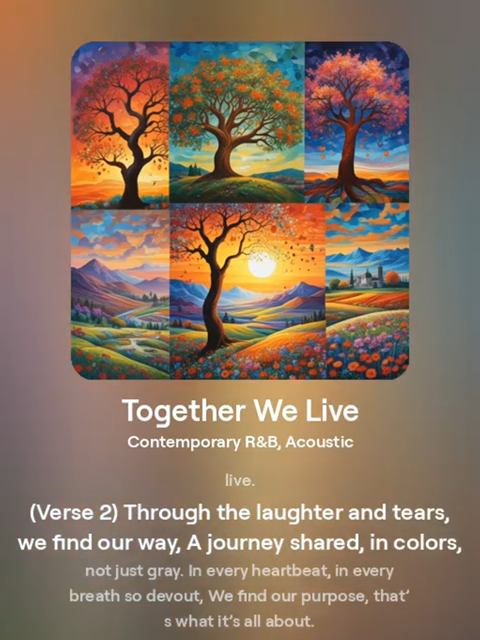 Together We Live
Contemporary R&B, Acoustic
live.
(Verse 2) Through the laughter and tears,
we find our way, A journey shared, in colors,
not just gray. In every heartbeat, in every
breath so devout, We find our purpose, that’
s what it’s all about.